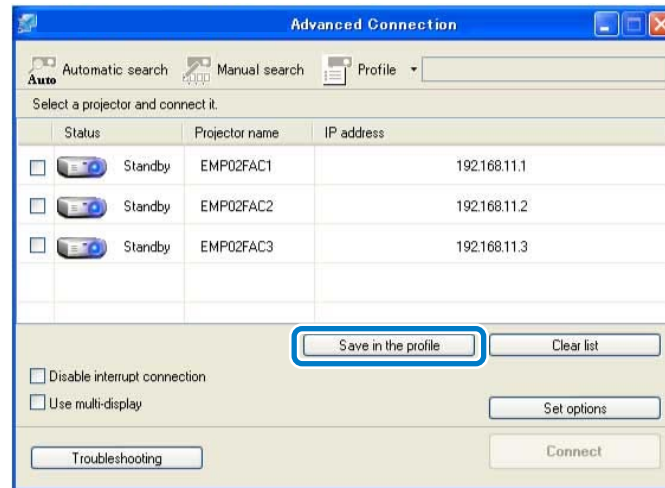 Advanced Connection
Auto Automatic search Manual search Profile
Select a projector and connect it.
Status Projector name IP address
Standby EMP02FAC1 192.168.11.1
Standby EMP02FAC2 192.168.11.2
Standby EMP02FAC3 192.168.11.3
Save in the profile Clear list
Disable interrupt connection
Use multi-display Set options
Troubleshooting Connect